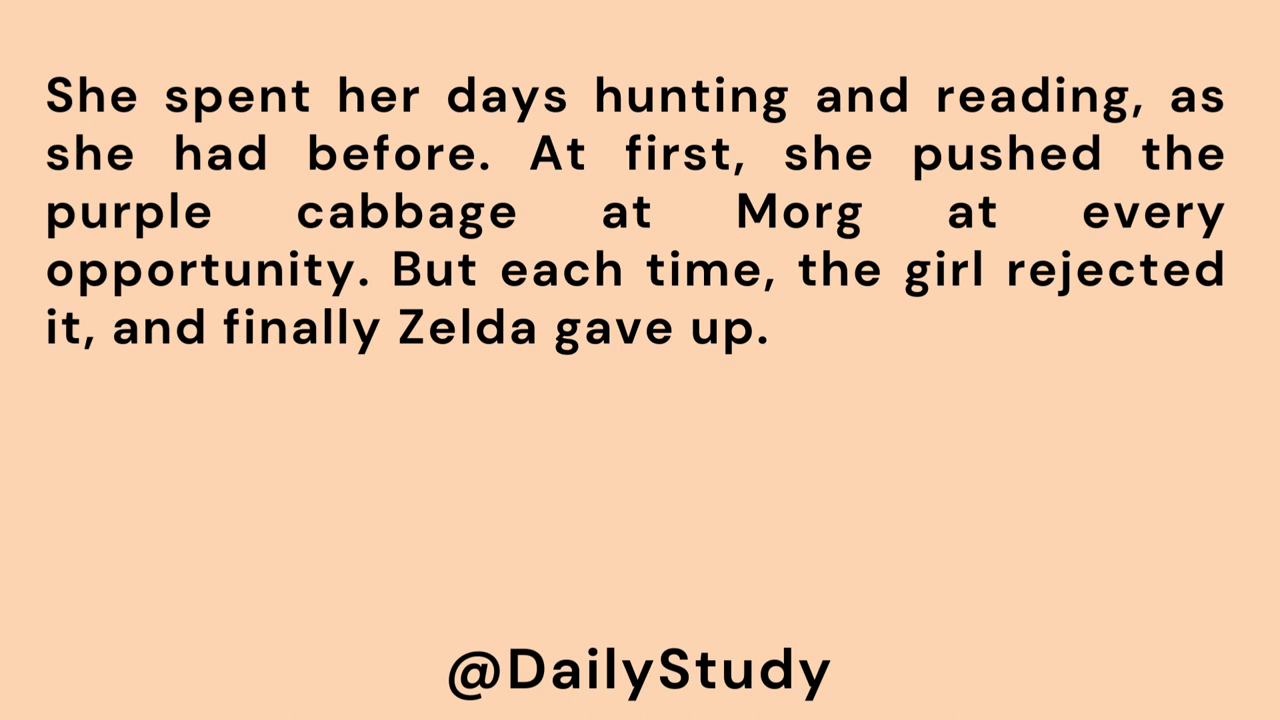 She spent her days hunting and reading, as
she had before. At first, she pushed the
purple cabbage at Morg at every
opportunity. But each time, the girl rejected
it, and finally Zelda gave up.
@DailyStudy